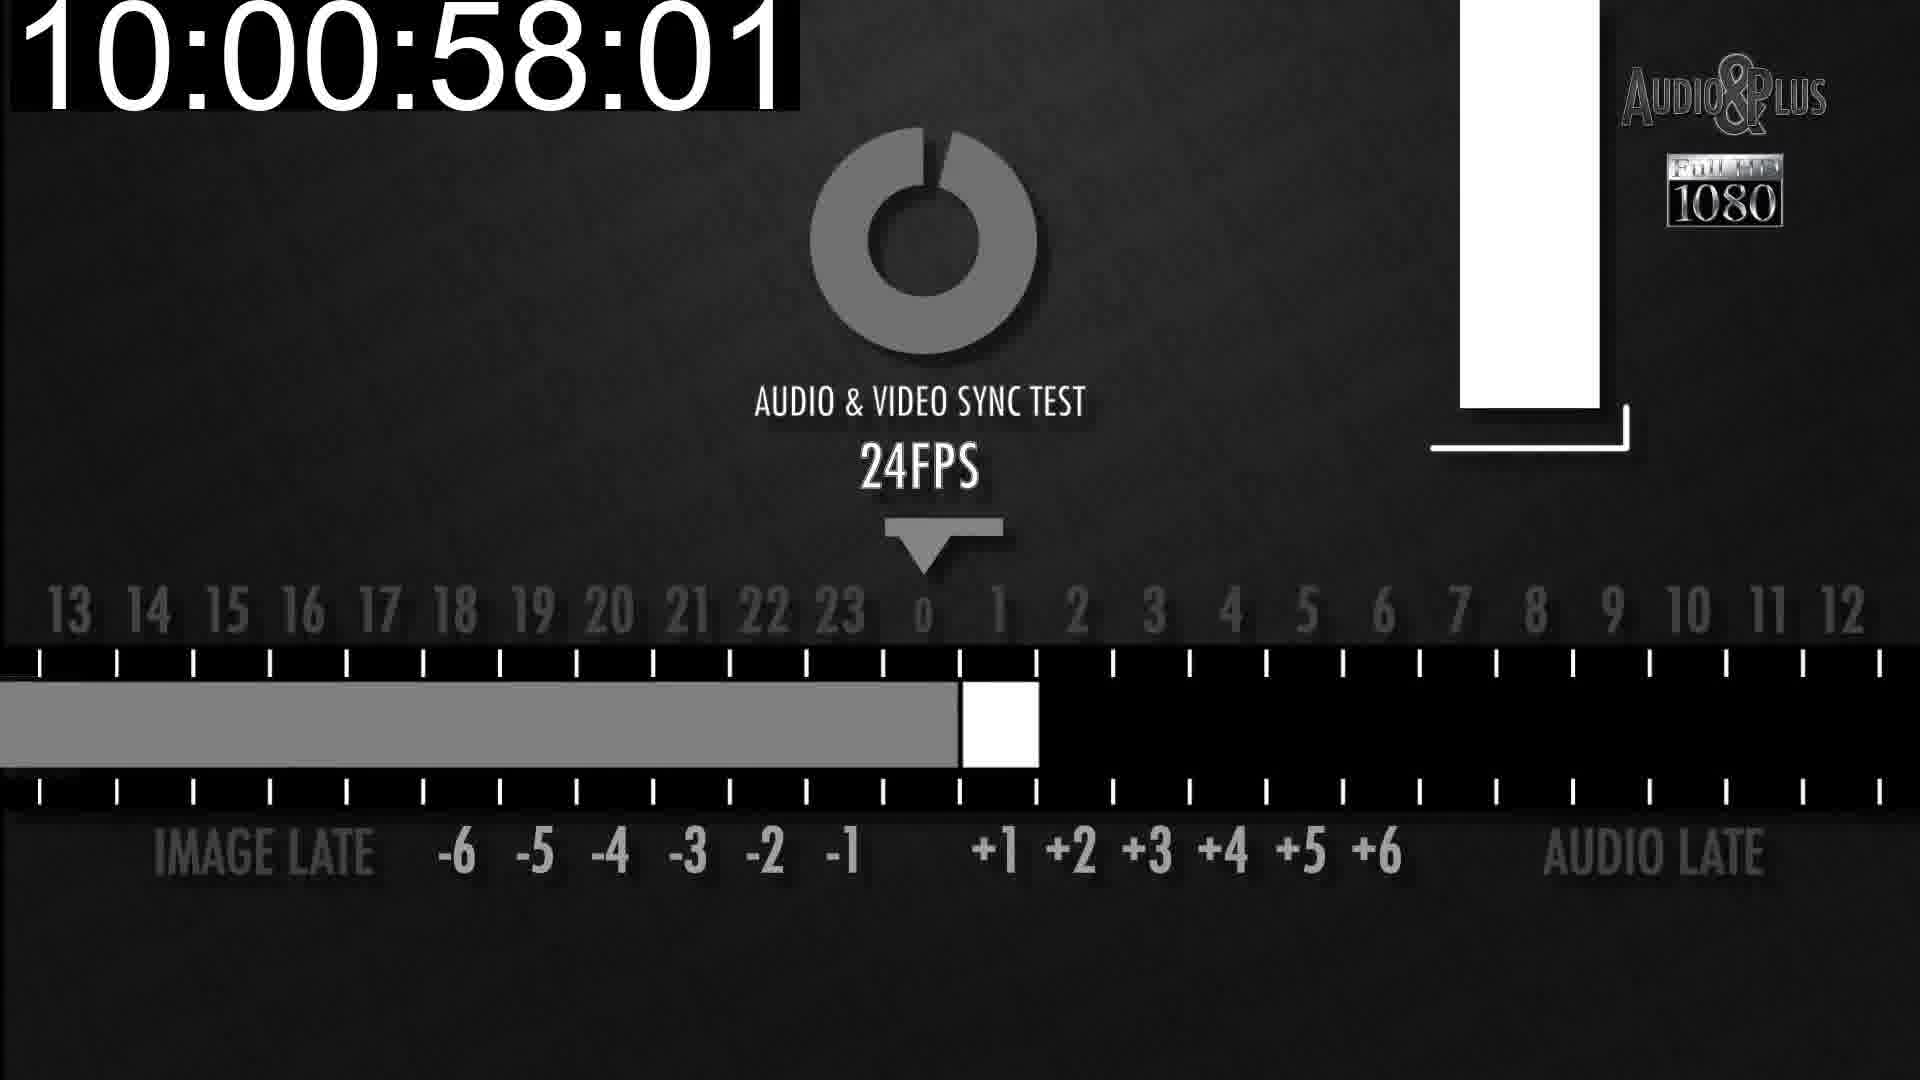 10:00:58:01
AUDIO&PLUS
Full HD
1080
AUDIO & VIDEO SYNC TEST
24FPS
13 14 15 16 17 18 19 20 21 22 23 0 1 2 3 4 5 6 7 8 9 10 11 12
IMAGE LATE -6 -5 -4 -3 -2 -1 +1 +2 +3 +4 +5 +6 AUDIO LATE